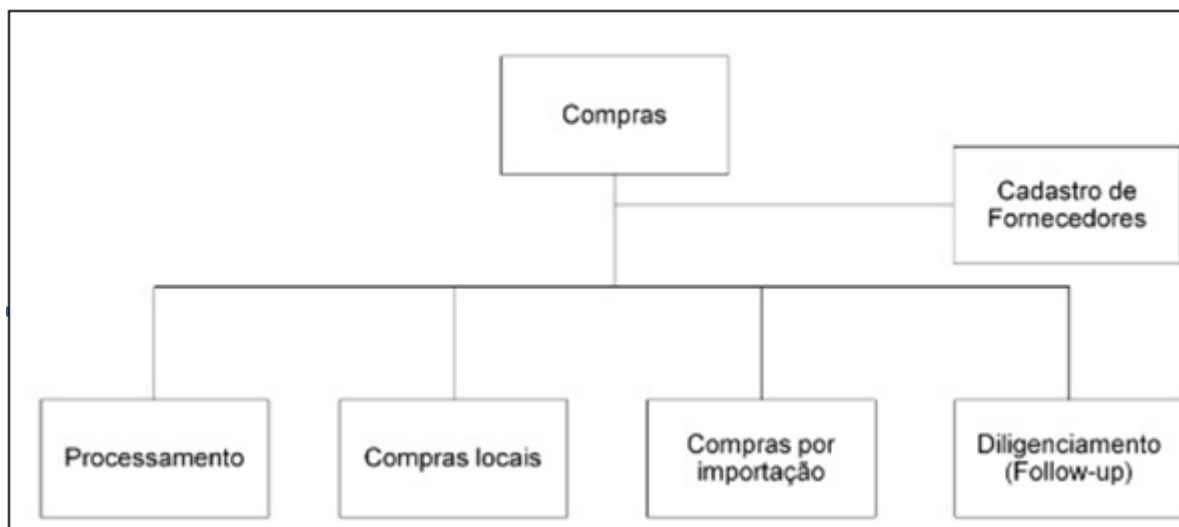 Compras
Cadastro de
Fornecedores
Processamento
Compras locais
Compras por
importação
Diligenciamento
(Follow-up)